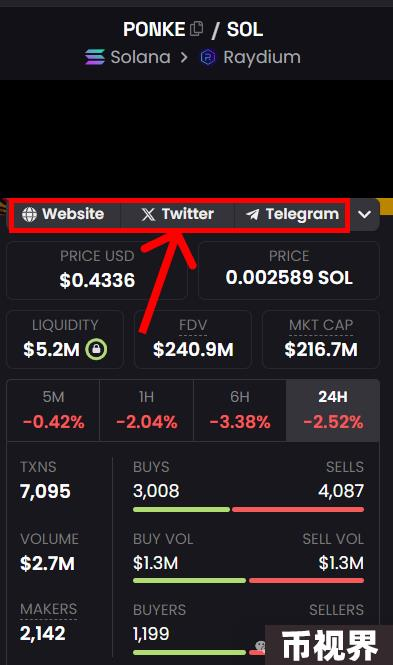 PONKE / SOL
Solana > Raydium
Website Twitter Telegram
PRICE USD PRICE
$0.4336 0.002589 SOL
LIQUIDITY FDV MKT CAP
$5.2M $240.9M $216.7M
5M 1H 6H 24H
-0.42% -2.04% -3.38% -2.52%
TXNS BUYS SELLS
7,095 3,008 4,087
VOLUME BUY VOL SELL VOL
$2.7M $1.3M $1.3M
MAKERS BUYERS SELLERS
2,142 1,199
币视界